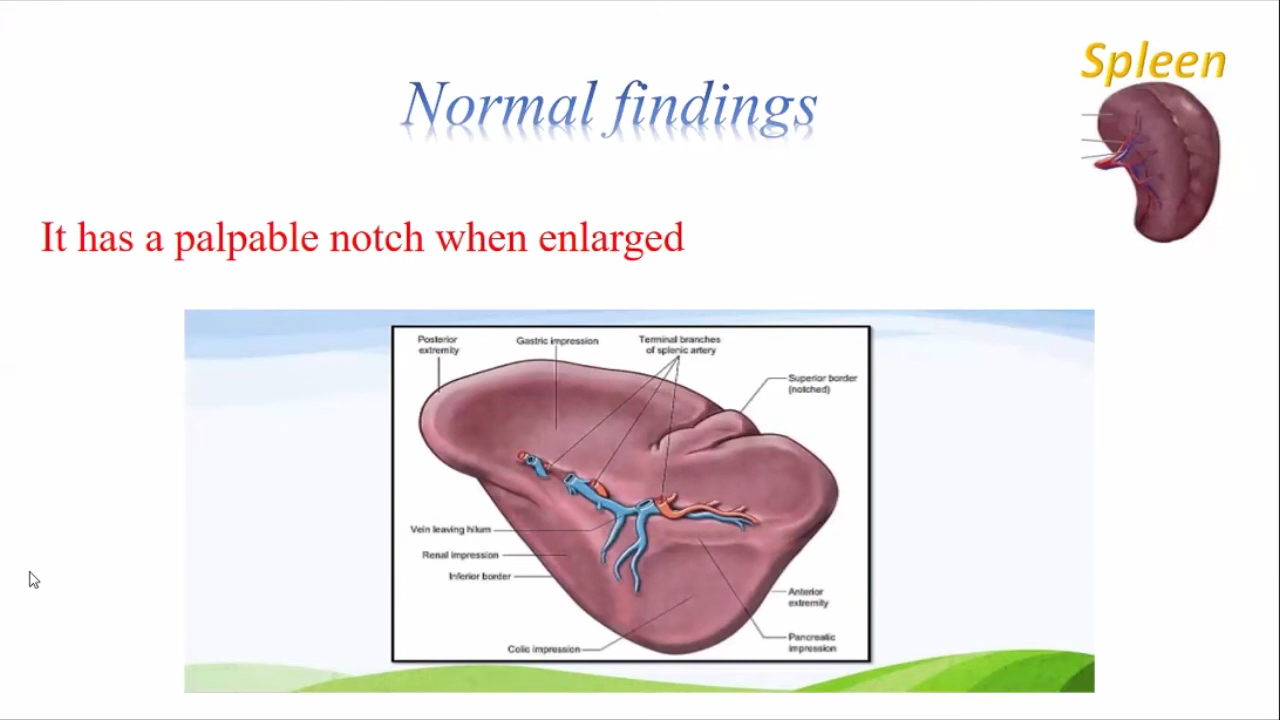 Spleen
Normal findings
It has a palpable notch when enlarged
Posterior
extremity
Gastric impression
Terminal branches
of splenic artery
Superior border
(notched)
Vein leaving hilum
Renal impression
Inferior border
Anterior
extremity
Colic impression
Pancreatic
impression